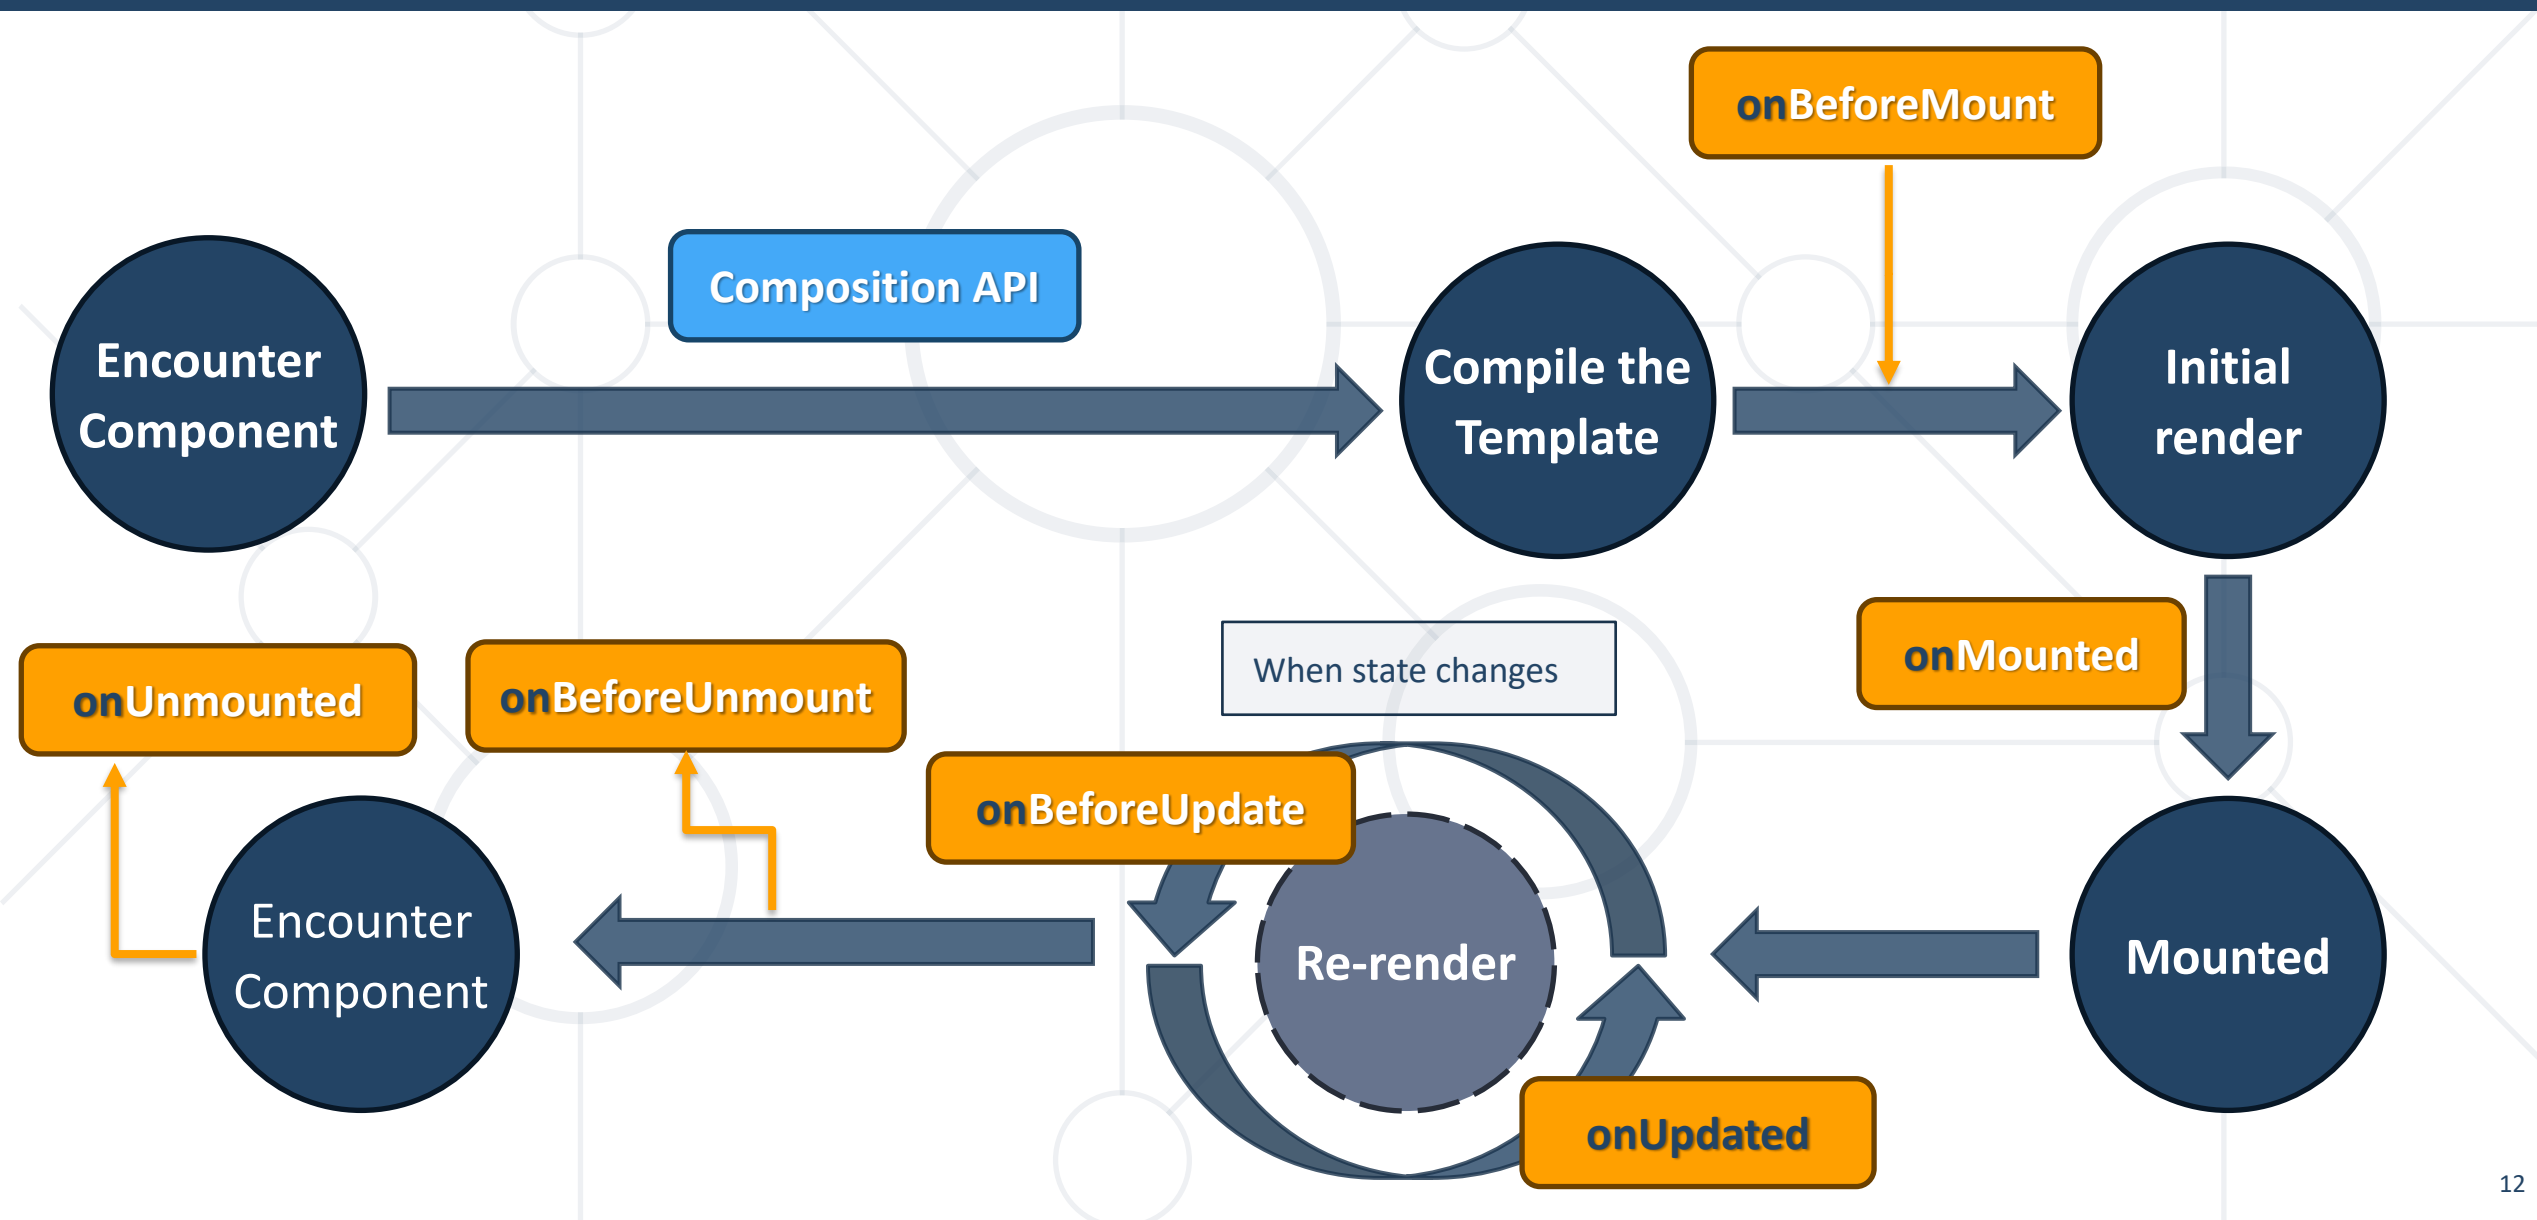 onBeforeMount
Composition API
Encounter
Component
Compile the
Template
Initial
render
onMounted
When state changes
onUnmounted
onBeforeUnmount
onBeforeUpdate
Encounter
Component
Re-render
Mounted
onUpdated
12